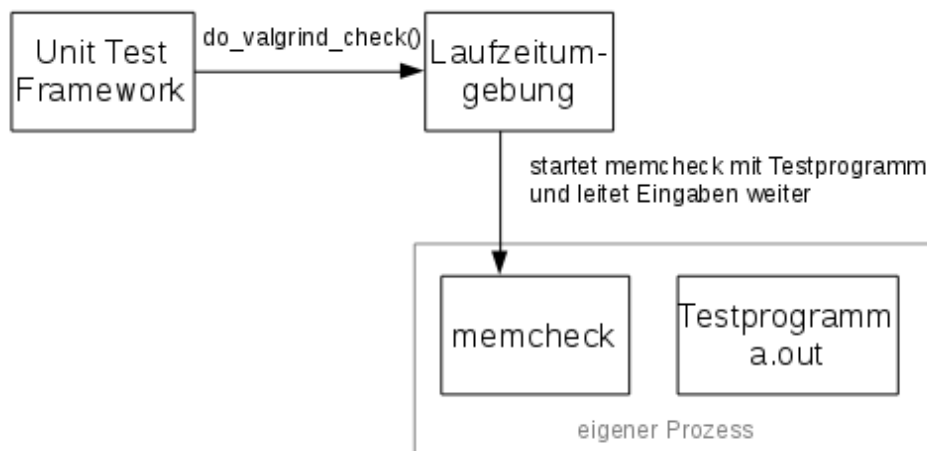 Unit Test
Framework
do_valgrind_check()
Laufzeitum-
gebung
startet memcheck mit Testprogramm
und leitet Eingaben weiter
memcheck
Testprogramm
a.out
eigener Prozess